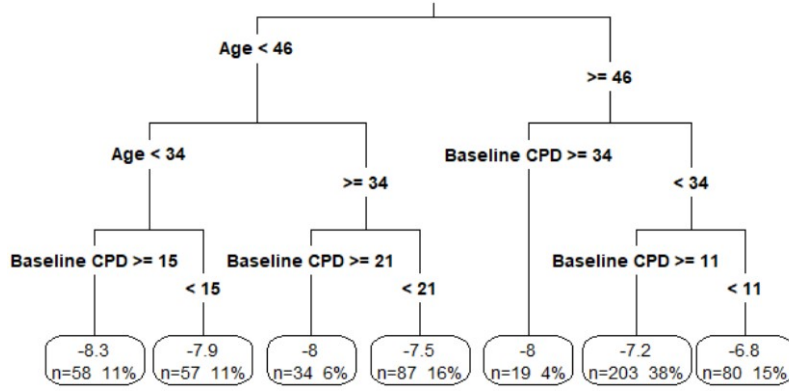 Age < 46
>= 46
Age < 34
Baseline CPD >= 34
>= 34
< 34
Baseline CPD >= 15
Baseline CPD >= 21
Baseline CPD >= 11
< 15
< 21
< 11
-8.3
n=58 11%
-7.9
n=57 11%
-8
n=34 6%
-7.5
n=87 16%
-8
n=19 4%
-7.2
n=203 38%
-6.8
n=80 15%